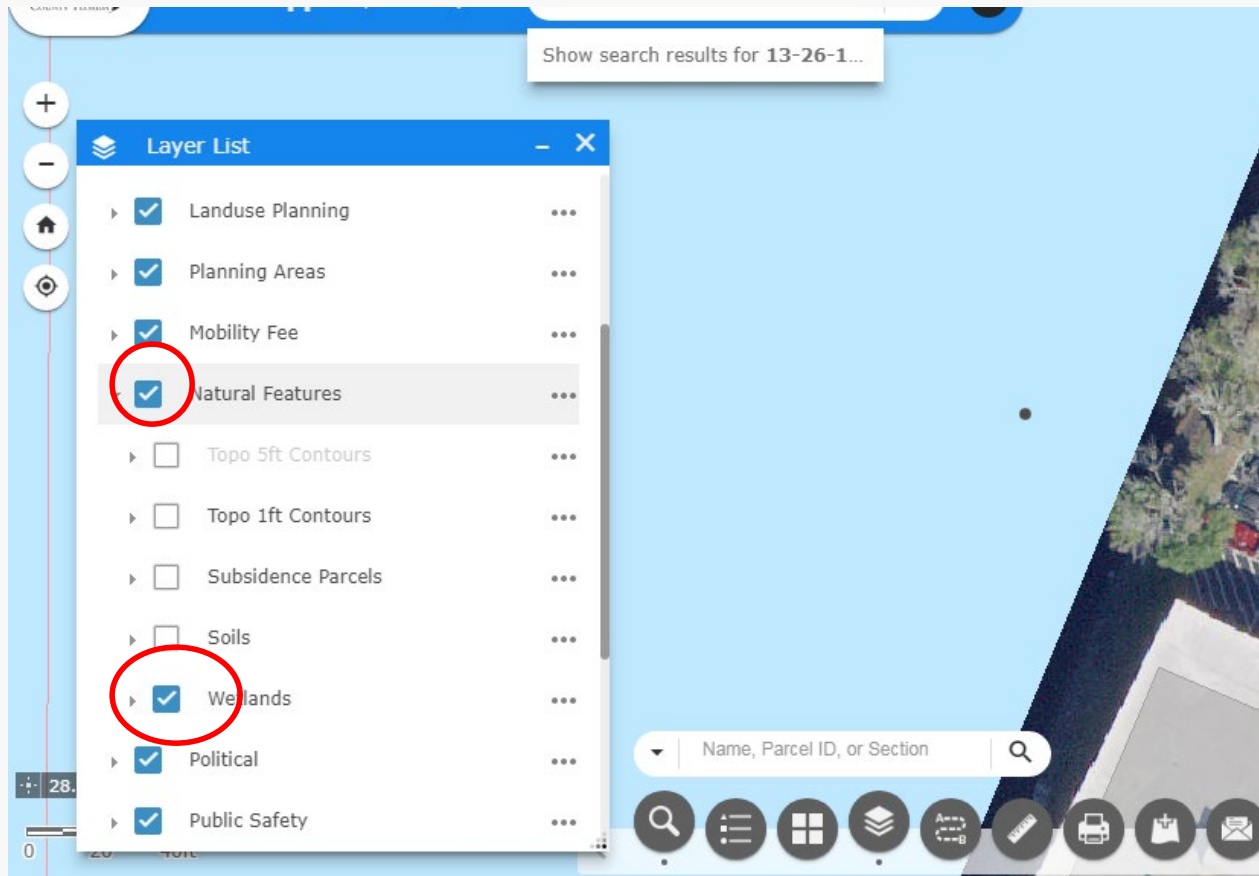 Show search results for 13-26-1...
Layer List
Landuse Planning
Planning Areas
Mobility Fee
Natural Features
Topo 5ft Contours
Topo 1ft Contours
Subsidence Parcels
Soils
Wetlands
Political
Public Safety
Name, Parcel ID, or Section
28.
0 20 40ft